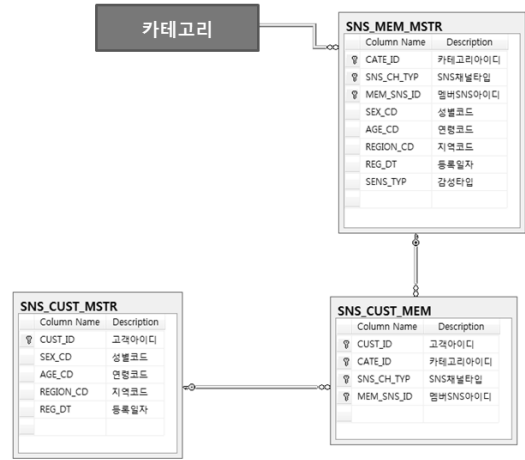 카테고리
SNS_MEM_MSTR
Column Name Description
CATE_ID 카테고리아이디
SNS_CH_TYP SNS채널타입
MEM_SNS_ID 멤버SNS아이디
SEX_CD 성별코드
AGE_CD 연령코드
REGION_CD 지역코드
REG_DT 등록일자
SENS_TYP 감성타입
SNS_CUST_MSTR
Column Name Description
CUST_ID 고객아이디
SEX_CD 성별코드
AGE_CD 연령코드
REGION_CD 지역코드
REG_DT 등록일자
SNS_CUST_MEM
Column Name Description
CUST_ID 고객아이디
CATE_ID 카테고리아이디
SNS_CH_TYP SNS채널타입
MEM_SNS_ID 멤버SNS아이디